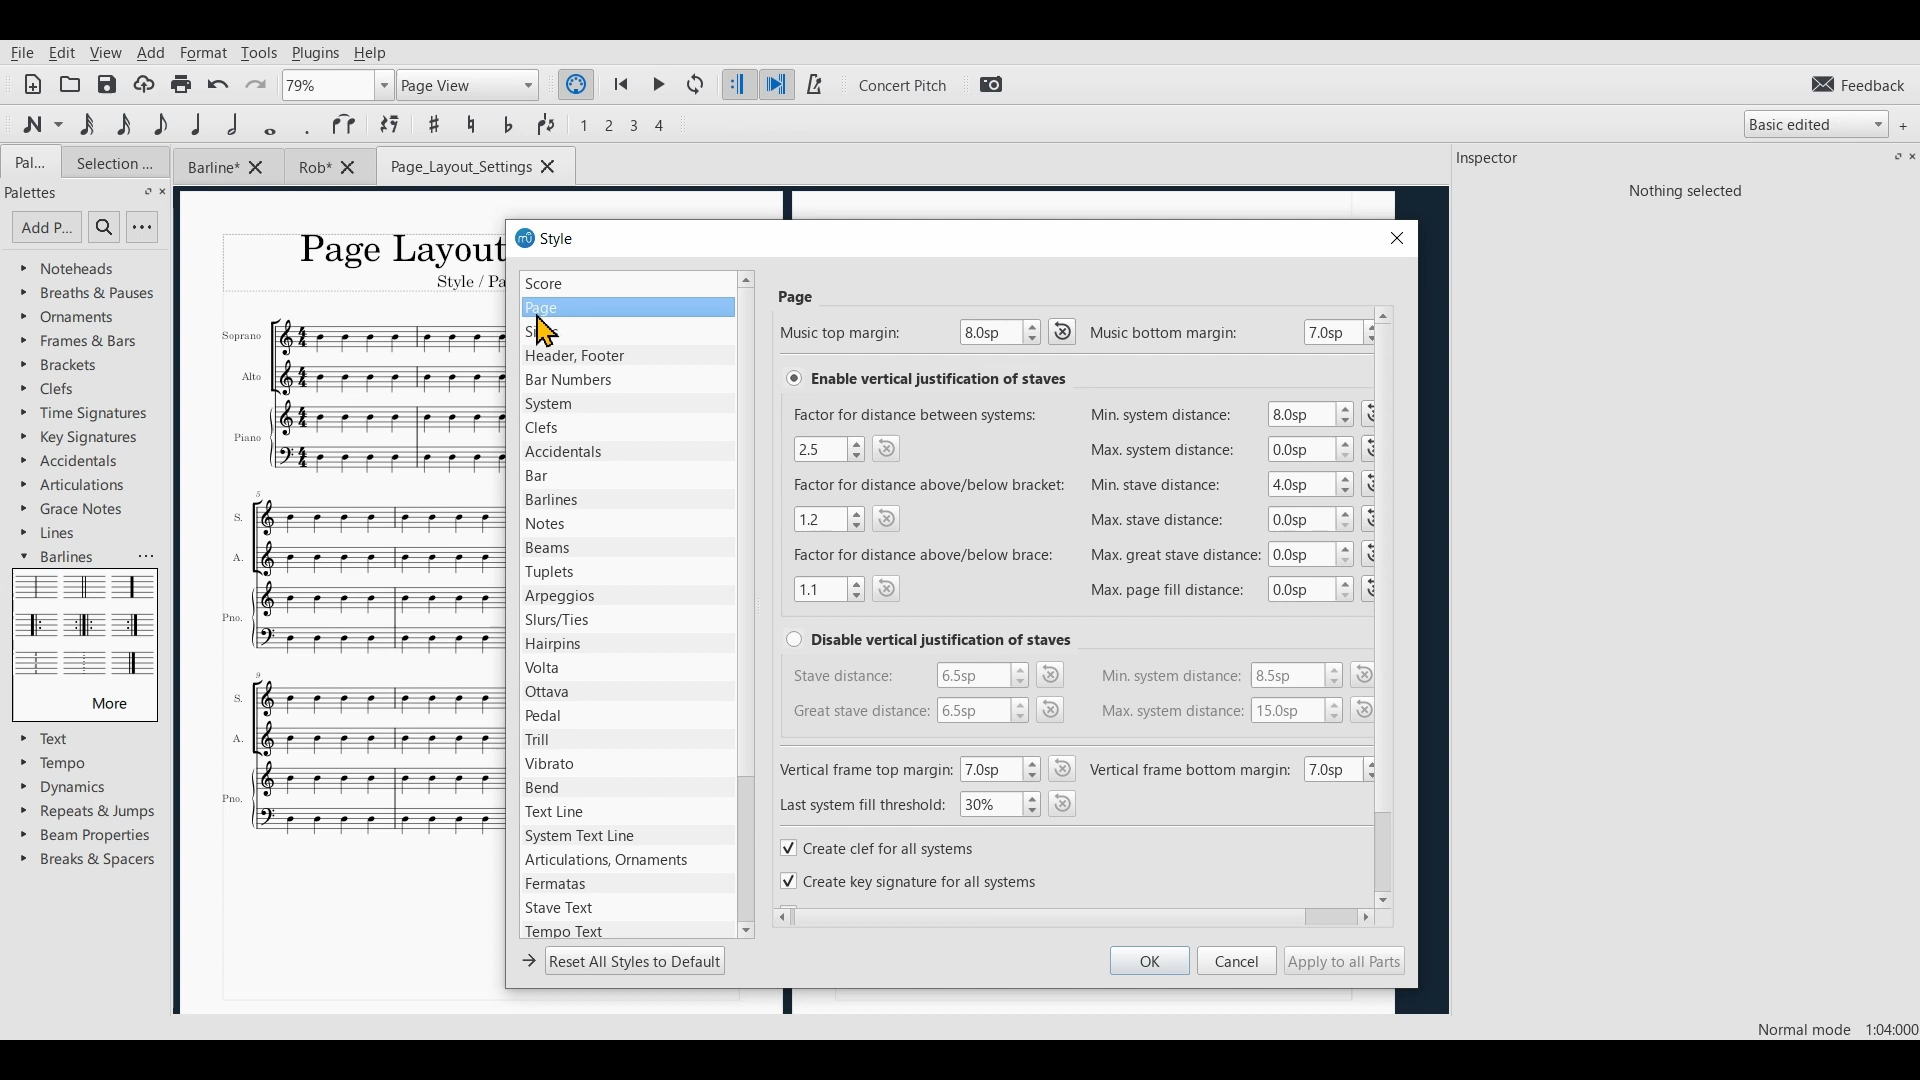 File Edit View Add Format Tools Plugins Help
79% Page View Concert Pitch Feedback
1 2 3 4 Basic edited +
Pal... Selection ... Barline* Rob* Page_Layout_Settings Inspector
Palettes
Nothing selected
Add P...
Noteheads
Breaths & Pauses
Ornaments
Frames & Bars
Brackets
Clefs
Time Signatures
Key Signatures
Accidentals
Articulations
Grace Notes
Lines
Barlines
More
Text
Tempo
Dynamics
Repeats & Jumps
Beam Properties
Breaks & Spacers
Page Layout
Style / Pa
Soprano
Alto
Piano
5
S.
A.
Pno.
9
S.
A.
Pno.
Style
Score
Page
Header, Footer
Bar Numbers
System
Clefs
Accidentals
Bar
Barlines
Notes
Beams
Tuplets
Arpeggios
Slurs/Ties
Hairpins
Volta
Ottava
Pedal
Trill
Vibrato
Bend
Text Line
System Text Line
Articulations, Ornaments
Fermatas
Stave Text
Tempo Text
Page
Music top margin: 8.0sp Music bottom margin: 7.0sp
Enable vertical justification of staves
Factor for distance between systems: Min. system distance: 8.0sp
2.5 Max. system distance: 0.0sp
Factor for distance above/below bracket: Min. stave distance: 4.0sp
1.2 Max. stave distance: 0.0sp
Factor for distance above/below brace: Max. great stave distance: 0.0sp
1.1 Max. page fill distance: 0.0sp
Disable vertical justification of staves
Stave distance: 6.5sp Min. system distance: 8.5sp
Great stave distance: 6.5sp Max. system distance: 15.0sp
Vertical frame top margin: 7.0sp Vertical frame bottom margin: 7.0sp
Last system fill threshold: 30%
Create clef for all systems
Create key signature for all systems
Reset All Styles to Default OK Cancel Apply to all Parts
Normal mode 1:04:000